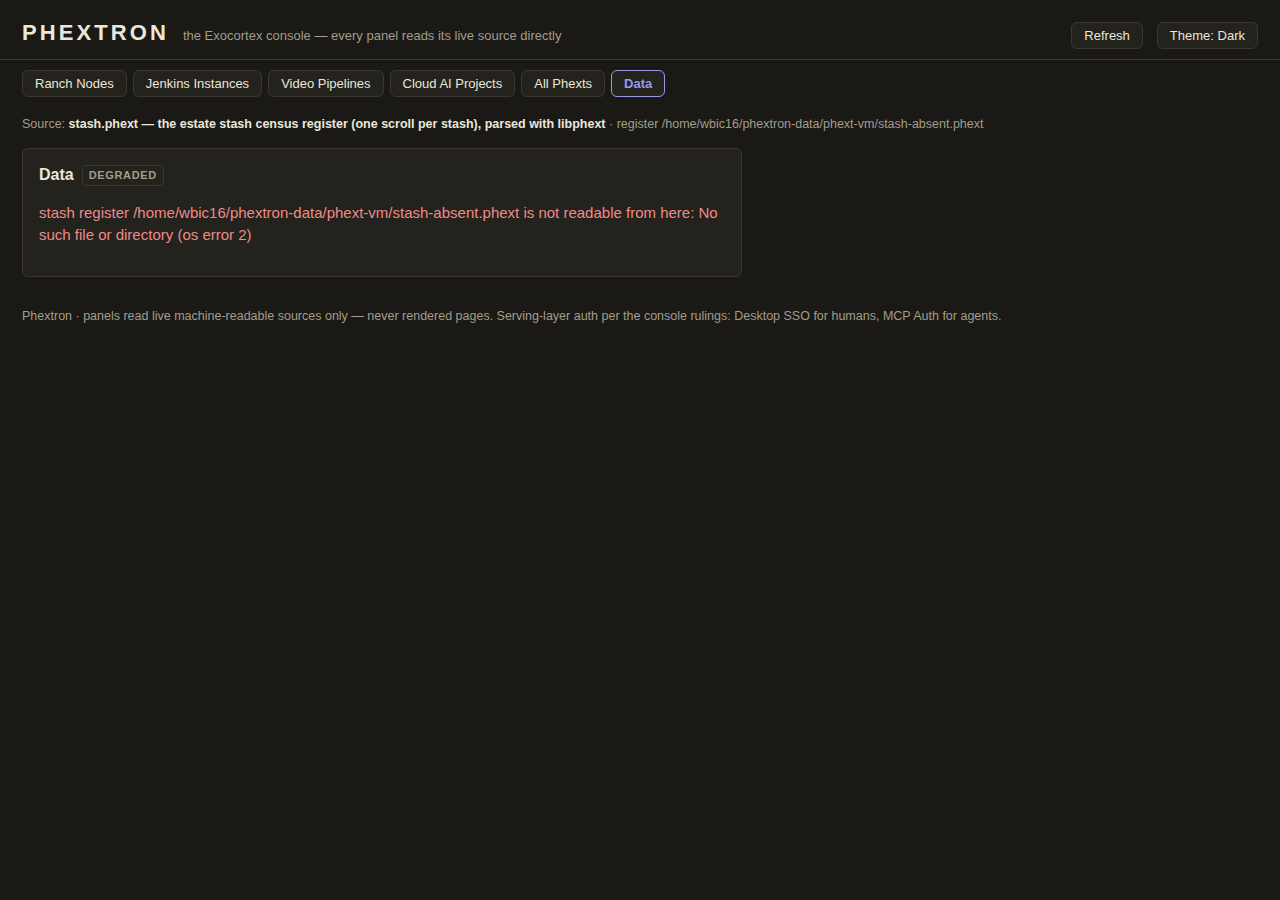 PHEXTRON the Exocortex console — every panel reads its live source directly Refresh Theme: Dark
Ranch Nodes Jenkins Instances Video Pipelines Cloud AI Projects All Phexts Data
Source: stash.phext — the estate stash census register (one scroll per stash), parsed with libphext · register /home/wbic16/phextron-data/phext-vm/stash-absent.phext
Data DEGRADED
stash register /home/wbic16/phextron-data/phext-vm/stash-absent.phext is not readable from here: No
such file or directory (os error 2)
Phextron · panels read live machine-readable sources only — never rendered pages. Serving-layer auth per the console rulings: Desktop SSO for humans, MCP Auth for agents.